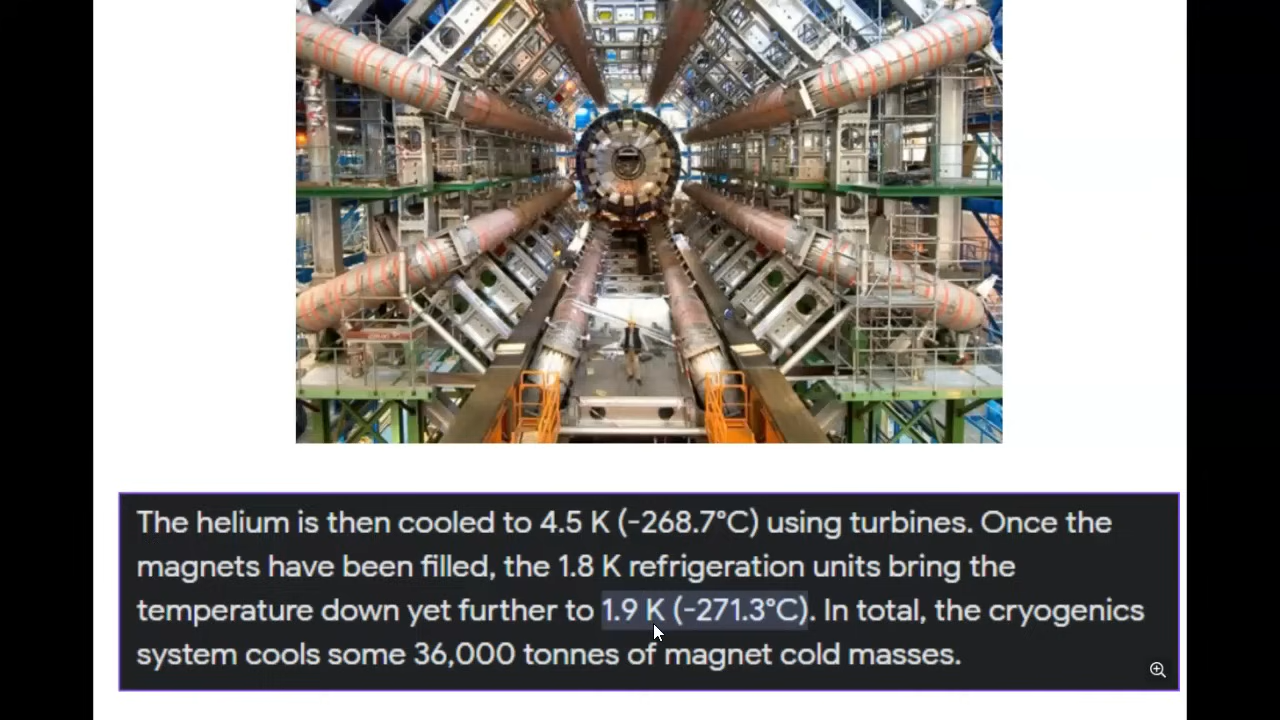 The helium is then cooled to 4.5 K (-268.7°C) using turbines. Once the
magnets have been filled, the 1.8 K refrigeration units bring the
temperature down yet further to 1.9 K (-271.3°C). In total, the cryogenics
system cools some 36,000 tonnes of magnet cold masses.